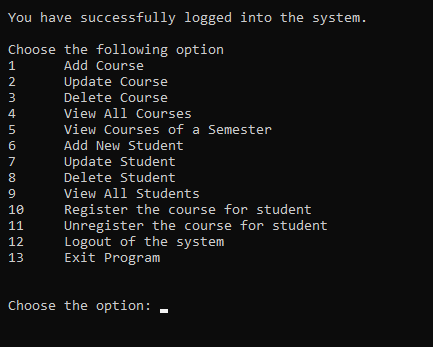 You have successfully logged into the system.
Choose the following option
1 Add Course
2 Update Course
3 Delete Course
4 View All Courses
5 View Courses of a Semester
6 Add New Student
7 Update Student
8 Delete Student
9 View All Students
10 Register the course for student
11 Unregister the course for student
12 Logout of the system
13 Exit Program
Choose the option: